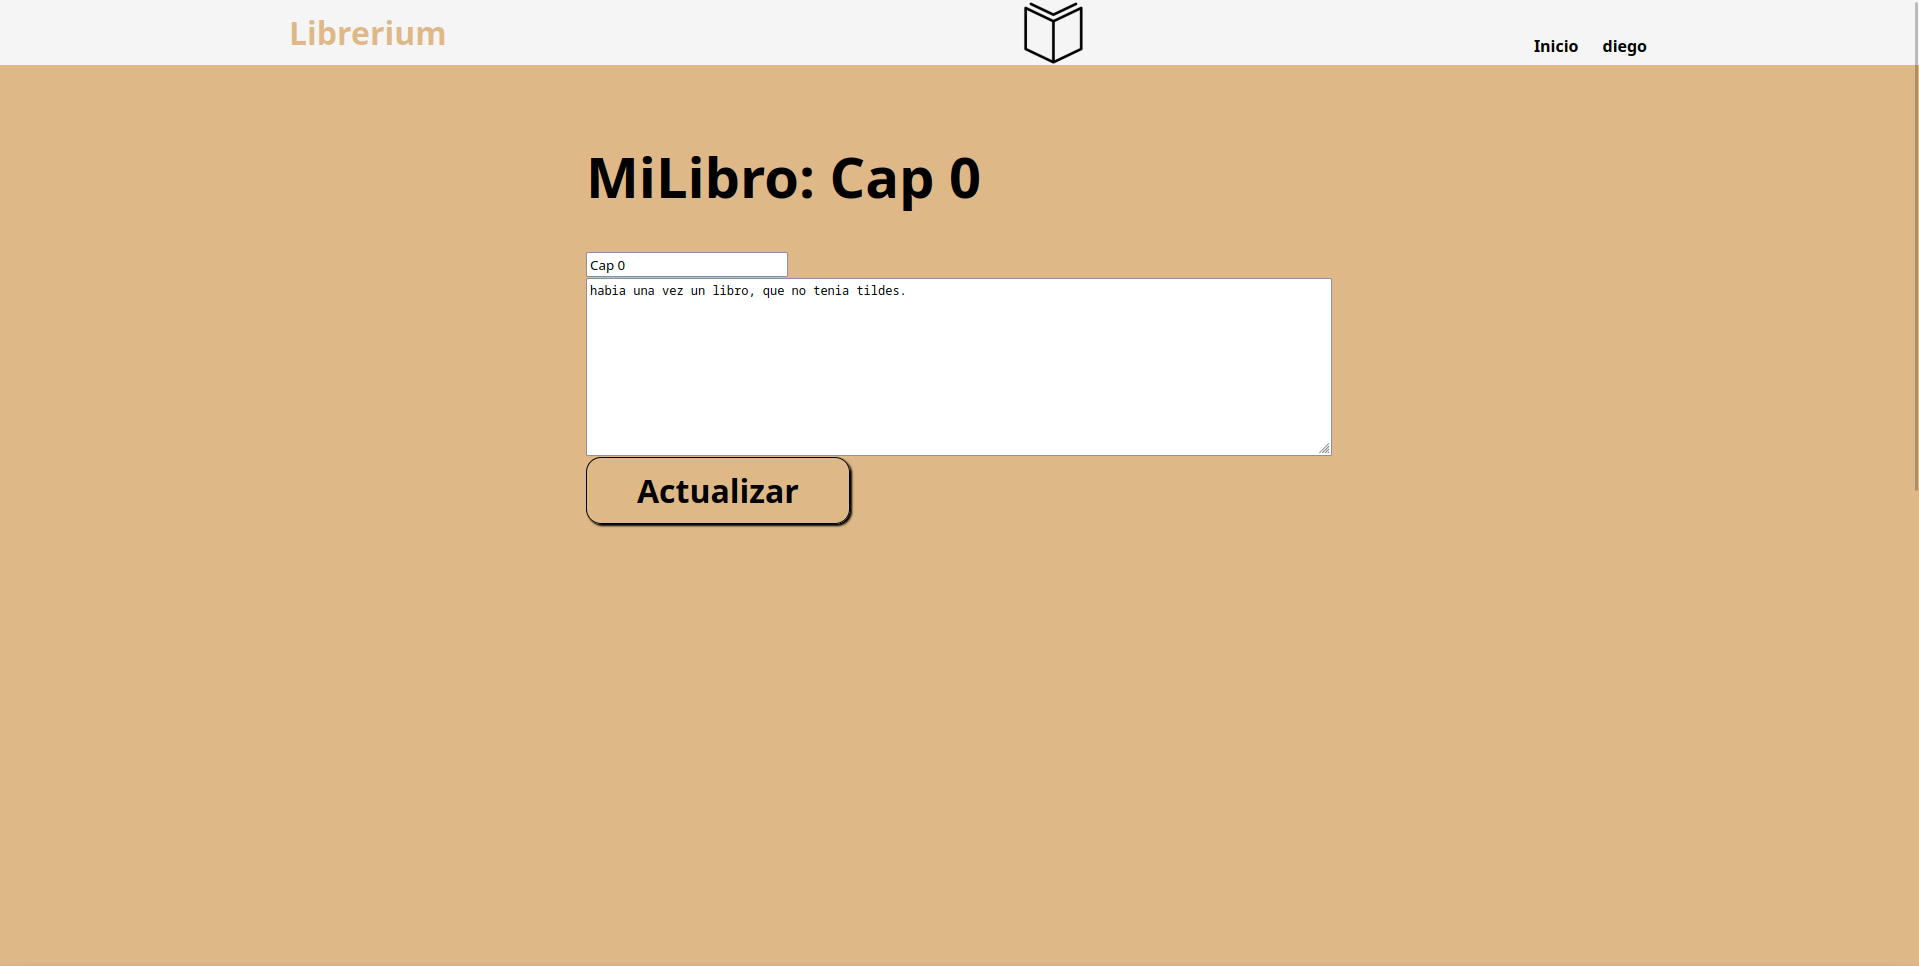 Librerium
Inicio diego
MiLibro: Cap 0
Cap 0
habia una vez un libro, que no tenia tildes.
Actualizar